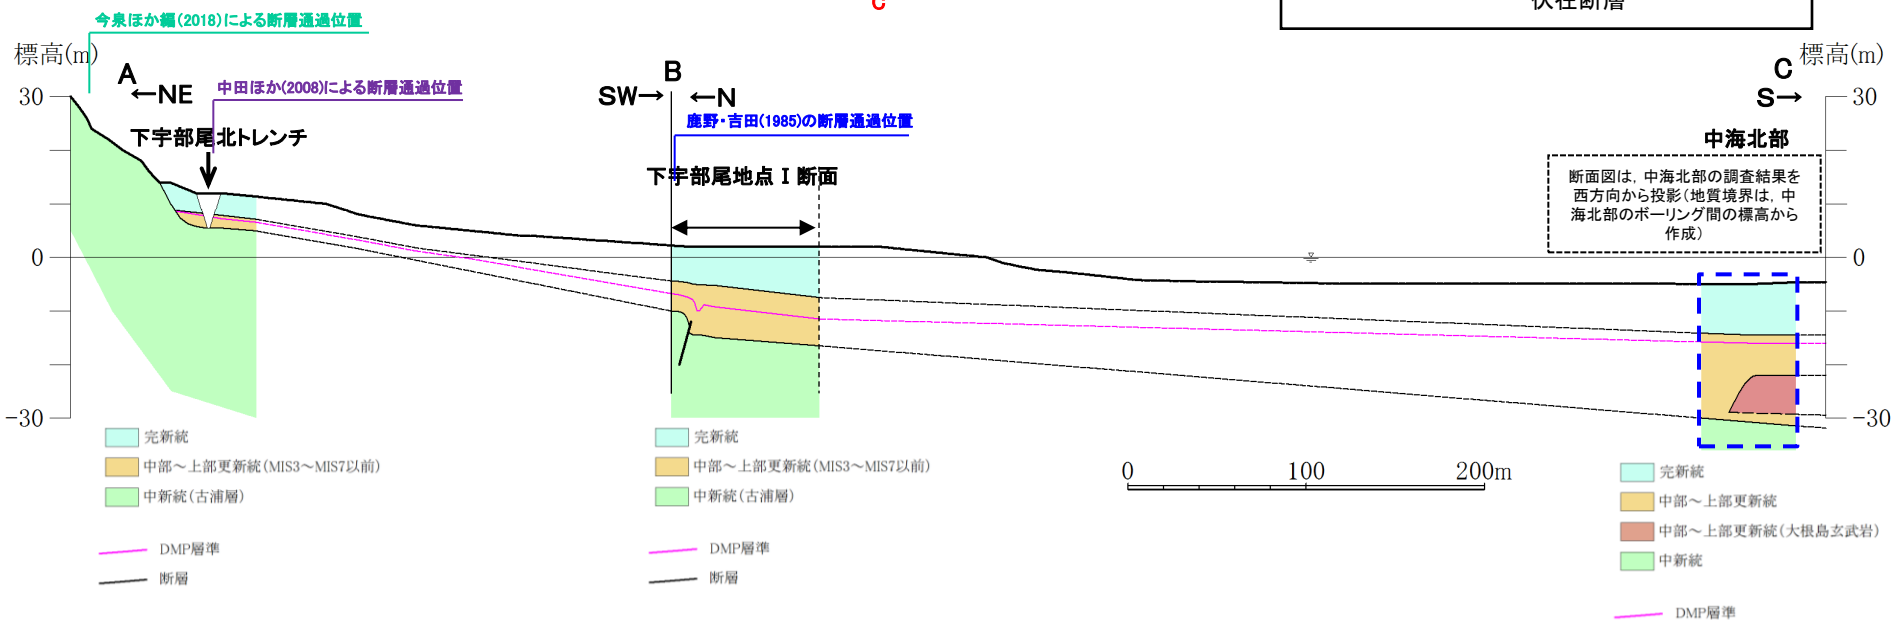 今泉ほか編(2018)による断層通過位置
C
伏在断層
標高(m)
標高(m)
A
←NE
中田ほか(2008)による断層通過位置
B
SW→
←N
C
S→
30
30
鹿野・吉田(1985)の断層通過位置
下宇部尾北トレンチ
中海北部
下宇部尾地点Ⅰ断面
断面図は，中海北部の調査結果を
西方向から投影(地質境界は，中
海北部のボーリング間の標高から
作成)
0
0
−30
−30
完新統
中部～上部更新統(MIS3～MIS7以前)
中新統(古浦層)
DMP層準
断層
完新統
中部～上部更新統(MIS3～MIS7以前)
中新統(古浦層)
DMP層準
断層
0 100 200m
完新統
中部～上部更新統
中部～上部更新統(大根島玄武岩)
中新統
DMP層準